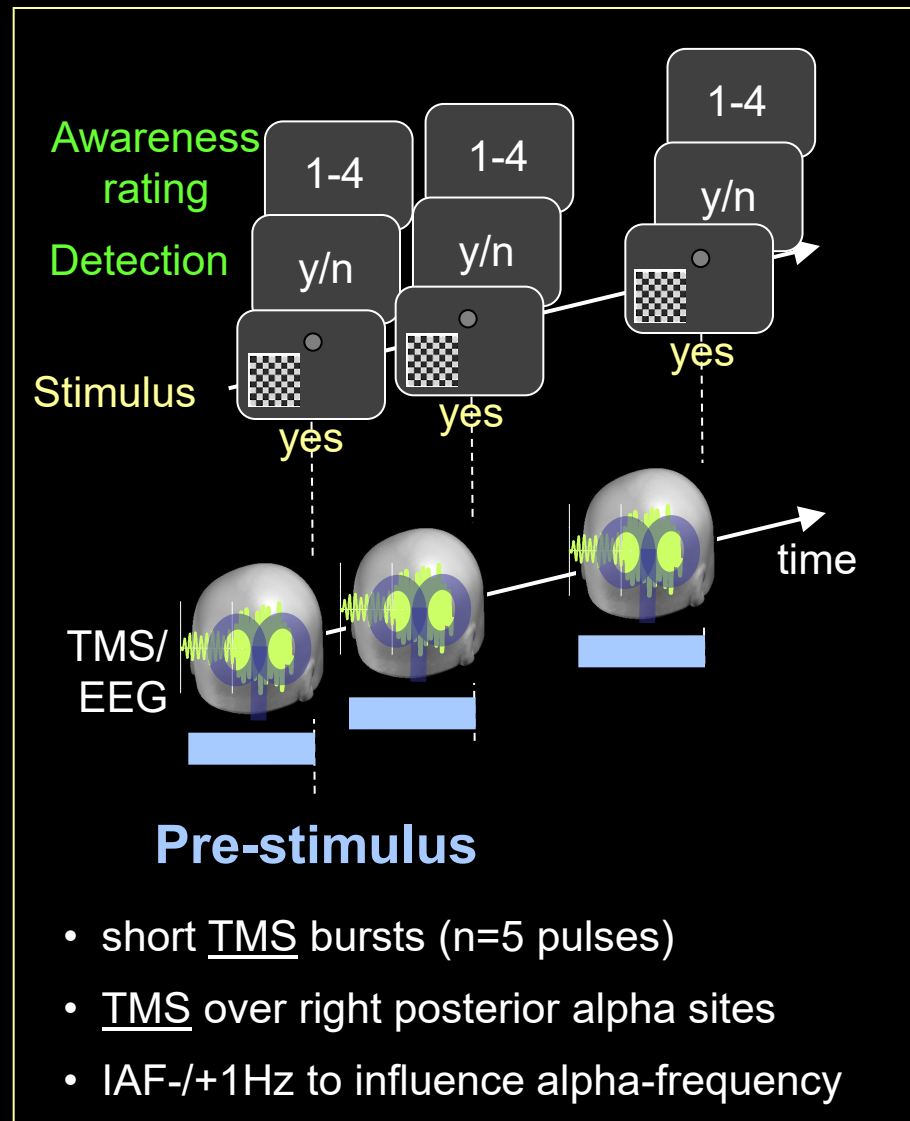 Awareness
rating
1-4
1-4
1-4
Detection
y/n
y/n
y/n
Stimulus
yes
yes
yes
time
TMS/
EEG
Pre-stimulus
• short TMS bursts (n=5 pulses)
• TMS over right posterior alpha sites
• IAF-/+1Hz to influence alpha-frequency